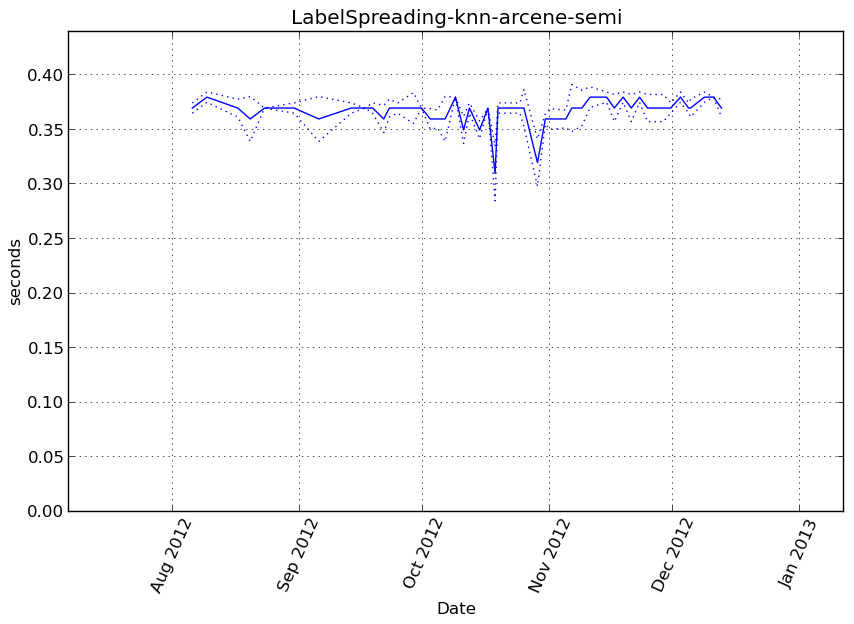 LabelSpreading-knn-arcene-semi
0.40
0.35
0.30
0.25
0.20
0.15
0.10
0.05
0.00
seconds
Aug 2012
Sep 2012
Oct 2012
Nov 2012
Dec 2012
Jan 2013
Date